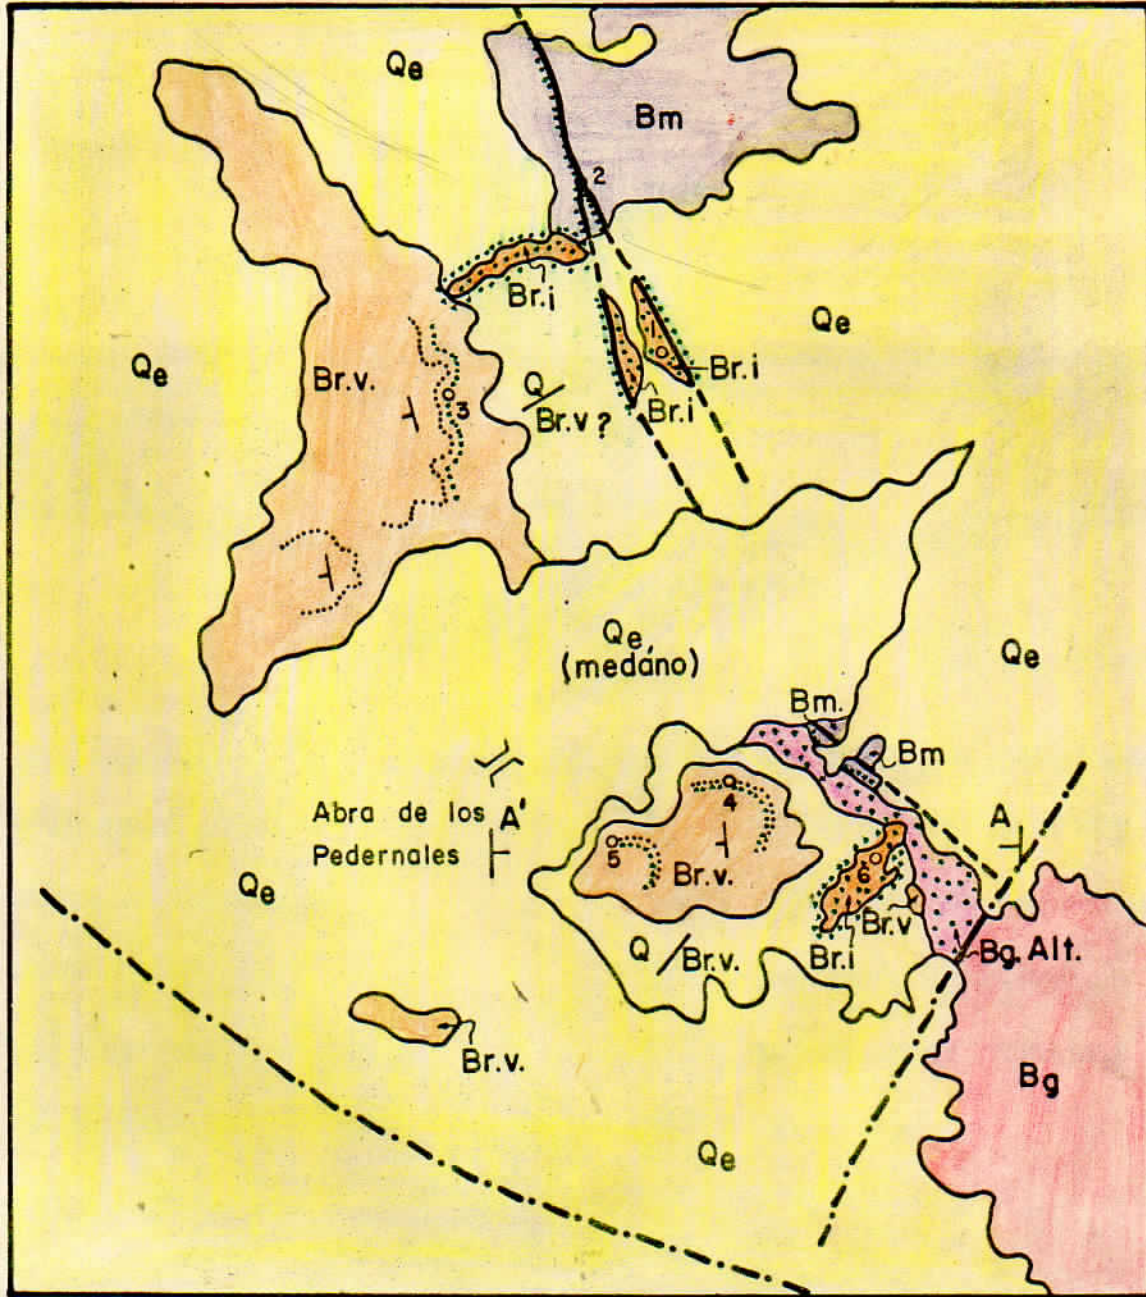 Qe
Bm
2
Br.i
Qe
Qe
Br.v.
3
Q/
Br.v ?
1
Br.i
Br.i
Qe
(medáno)
Qe
Bm.
Bm
Abra de los
Pedernales
A'
A
4
5
Br.v.
6
Qe
Q/Br.v.
Br.i
Br.v
Bg. Alt.
Br.v.
Bg
Qe